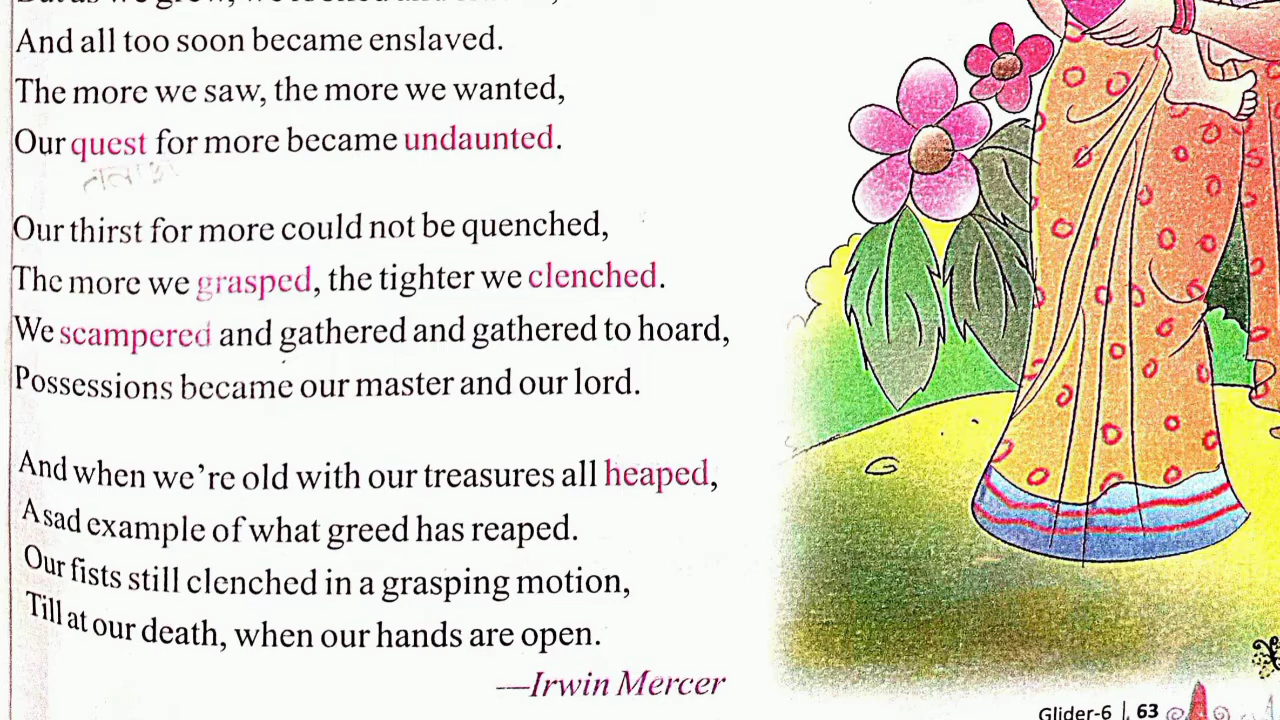 And all too soon became enslaved.
The more we saw, the more we wanted,
Our quest for more became undaunted.
Our thirst for more could not be quenched,
The more we grasped, the tighter we clenched.
We scampered and gathered and gathered to hoard,
Possessions became our master and our lord.
And when we're old with our treasures all heaped,
A sad example of what greed has reaped.
Our fists still clenched in a grasping motion,
Till at our death, when our hands are open.
—Irwin Mercer
Glider-6 | 63